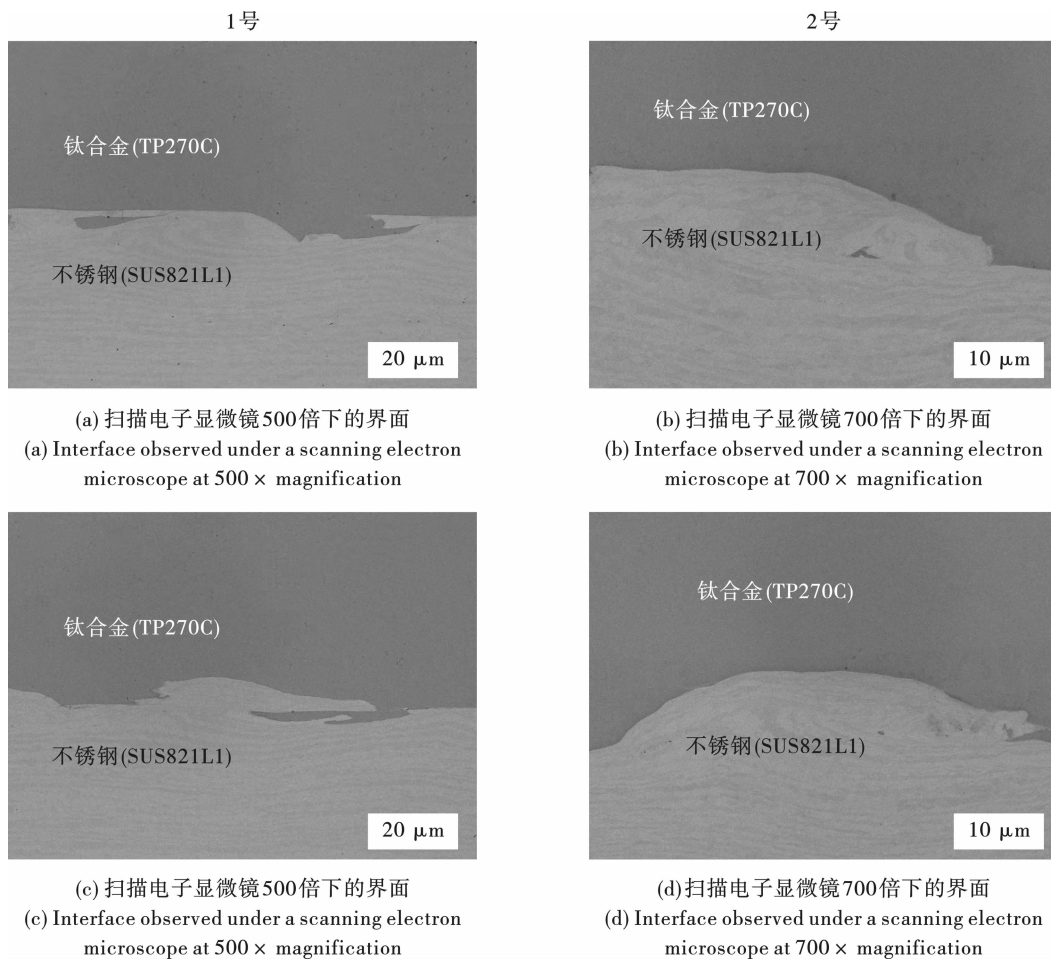 1号
2号
钛合金(TP270C)
不锈钢(SUS821L1)
20 μm
钛合金(TP270C)
不锈钢(SUS821L1)
10 μm
(a) 扫描电子显微镜500倍下的界面
(a) Interface observed under a scanning electron
microscope at 500 × magnification
(b) 扫描电子显微镜700倍下的界面
(b) Interface observed under a scanning electron
microscope at 700 × magnification
钛合金(TP270C)
不锈钢(SUS821L1)
20 μm
钛合金(TP270C)
不锈钢(SUS821L1)
10 μm
(c) 扫描电子显微镜500倍下的界面
(c) Interface observed under a scanning electron
microscope at 500 × magnification
(d)扫描电子显微镜700倍下的界面
(d) Interface observed under a scanning electron
microscope at 700 × magnification